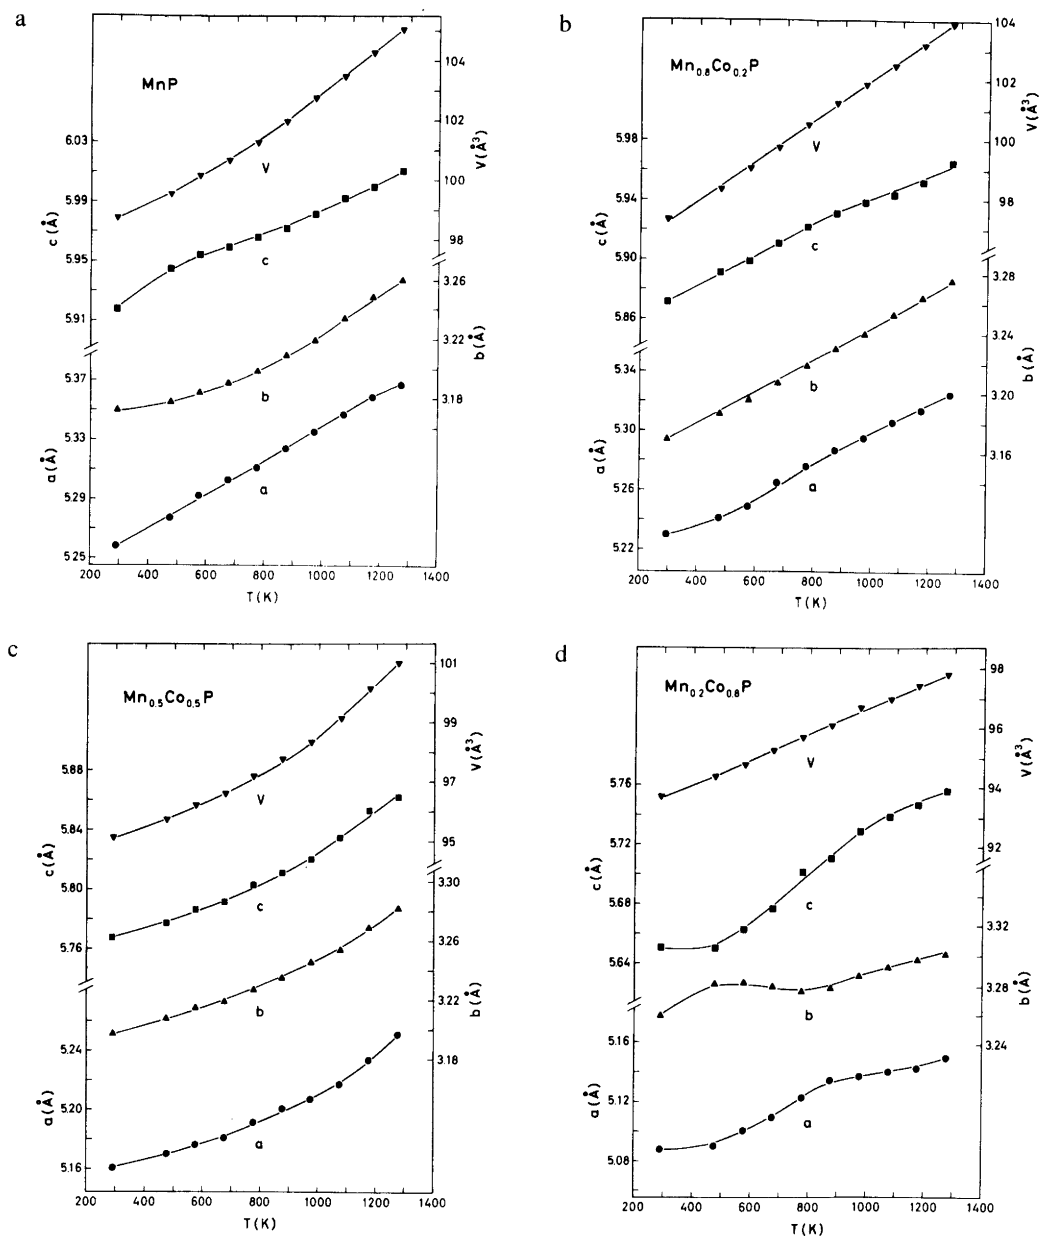 a
MnP
104
102
100
98
V(Å³)
6.03
5.99
5.95
5.91
c(Å)
V
c
3.26
3.22
3.18
b(Å)
b
5.37
5.33
5.29
5.25
a(Å)
a
200 400 600 800 1000 1200 1400
T(K)
b
Mn0.8Co0.2P
104
102
100
98
V(Å³)
5.98
5.94
5.90
5.86
c(Å)
V
c
3.28
3.24
3.20
3.16
b(Å)
b
5.34
5.30
5.26
5.22
a(Å)
a
200 400 600 800 1000 1200 1400
T(K)
c
Mn0.5Co0.5P
101
99
97
95
V(Å³)
5.88
5.84
5.80
5.76
c(Å)
V
c
3.30
3.26
3.22
3.18
b(Å)
b
5.24
5.20
5.16
a(Å)
a
200 400 600 800 1000 1200 1400
T(K)
d
Mn0.2Co0.8P
98
96
94
92
V(Å³)
5.76
5.72
5.68
5.64
c(Å)
V
c
3.32
3.28
3.24
b(Å)
b
5.16
5.12
5.08
a(Å)
a
200 400 600 800 1000 1200 1400
T(K)